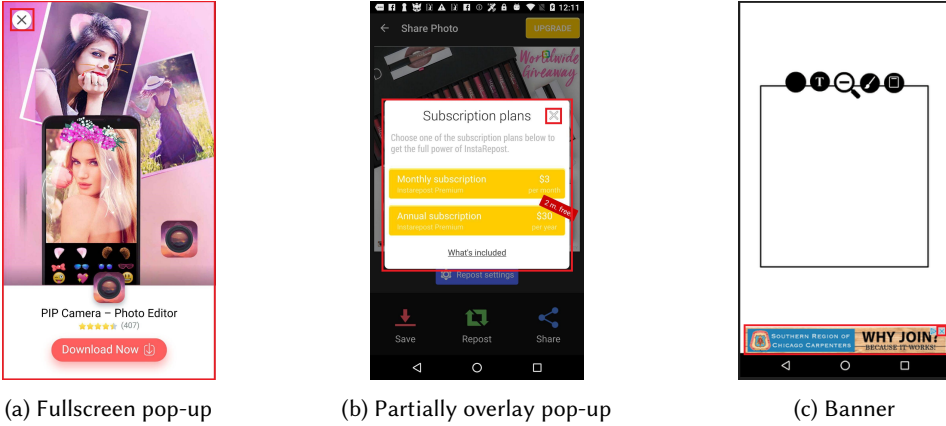 PIP Camera – Photo Editor
(407)
Download Now
(a) Fullscreen pop-up
12:11
Share Photo
UPGRADE
Worldwide
Giveaway
Subscription plans
Choose one of the subscription plans below to
get the full power of InstaRepost.
Monthly subscription $3
Instarepost Premium per month
2 m. free
Annual subscription $30
Instarepost Premium per year
What's included
Repost settings
Save Repost Share
(b) Partially overlay pop-up
T
SOUTHERN REGION OF
CHICAGO CARPENTERS
WHY JOIN?
BECAUSE IT WORKS!
(c) Banner